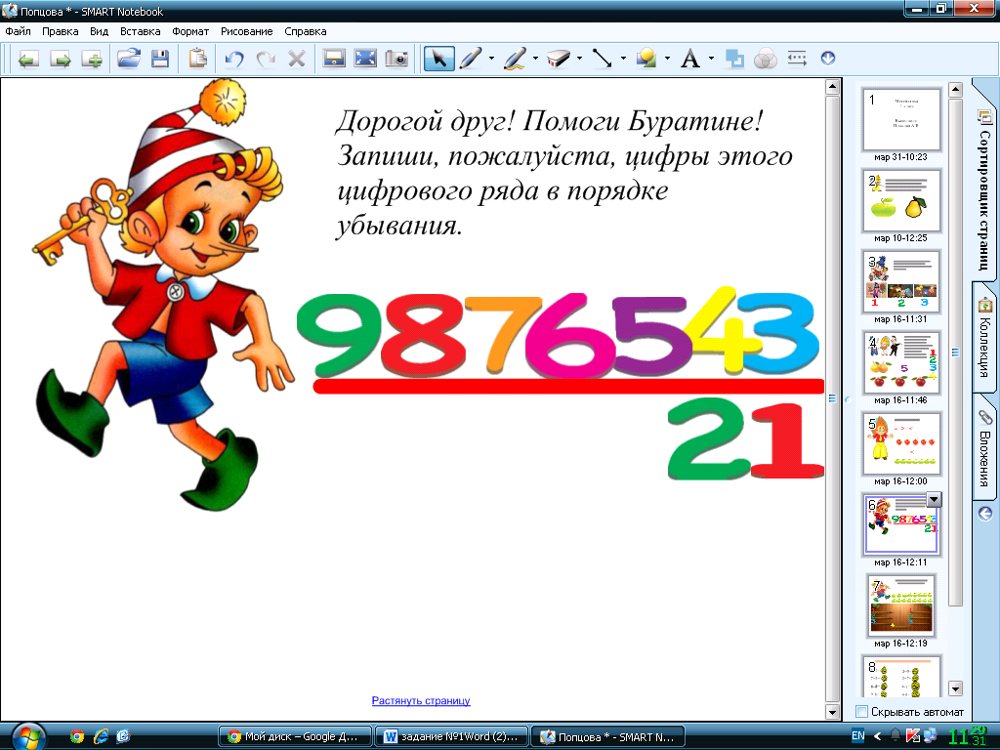 Попцова * - SMART Notebook
Файл Правка Вид Вставка Формат Рисование Справка
Дорогой друг! Помоги Буратине!
Запиши, пожалуйста, цифры этого
цифрового ряда в порядке
убывания.
9876543
21
Растянуть страницу
1
мар 31-10:23
2
мар 10-12:25
3
1 2 3
мар 16-11:31
4
мар 16-11:46
5
мар 16-12:00
6
9876543
21
мар 16-12:11
7
мар 16-12:19
8
Скрывать автомат
Сортировщик страниц
Коллекция
Вложения
Мой диск – Google Д...
задание №1Word (2)...
Попцова * - SMART N...
EN